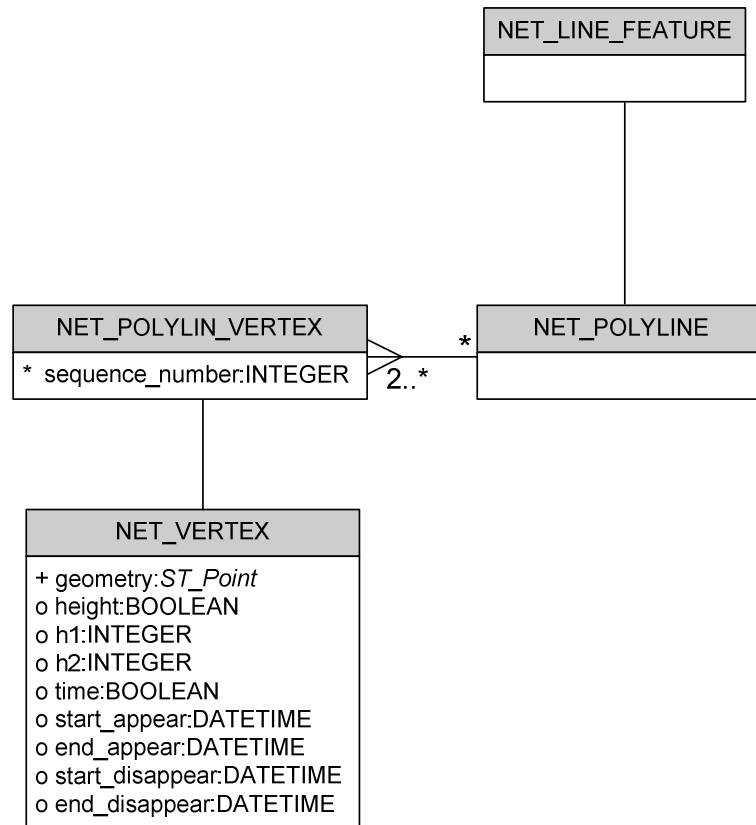 NET_LINE_FEATURE
NET_POLYLIN_VERTEX
* sequence_number:INTEGER
2..*
*
NET_POLYLINE
NET_VERTEX
+ geometry:ST_Point
o height:BOOLEAN
o h1:INTEGER
o h2:INTEGER
o time:BOOLEAN
o start_appear:DATETIME
o end_appear:DATETIME
o start_disappear:DATETIME
o end_disappear:DATETIME